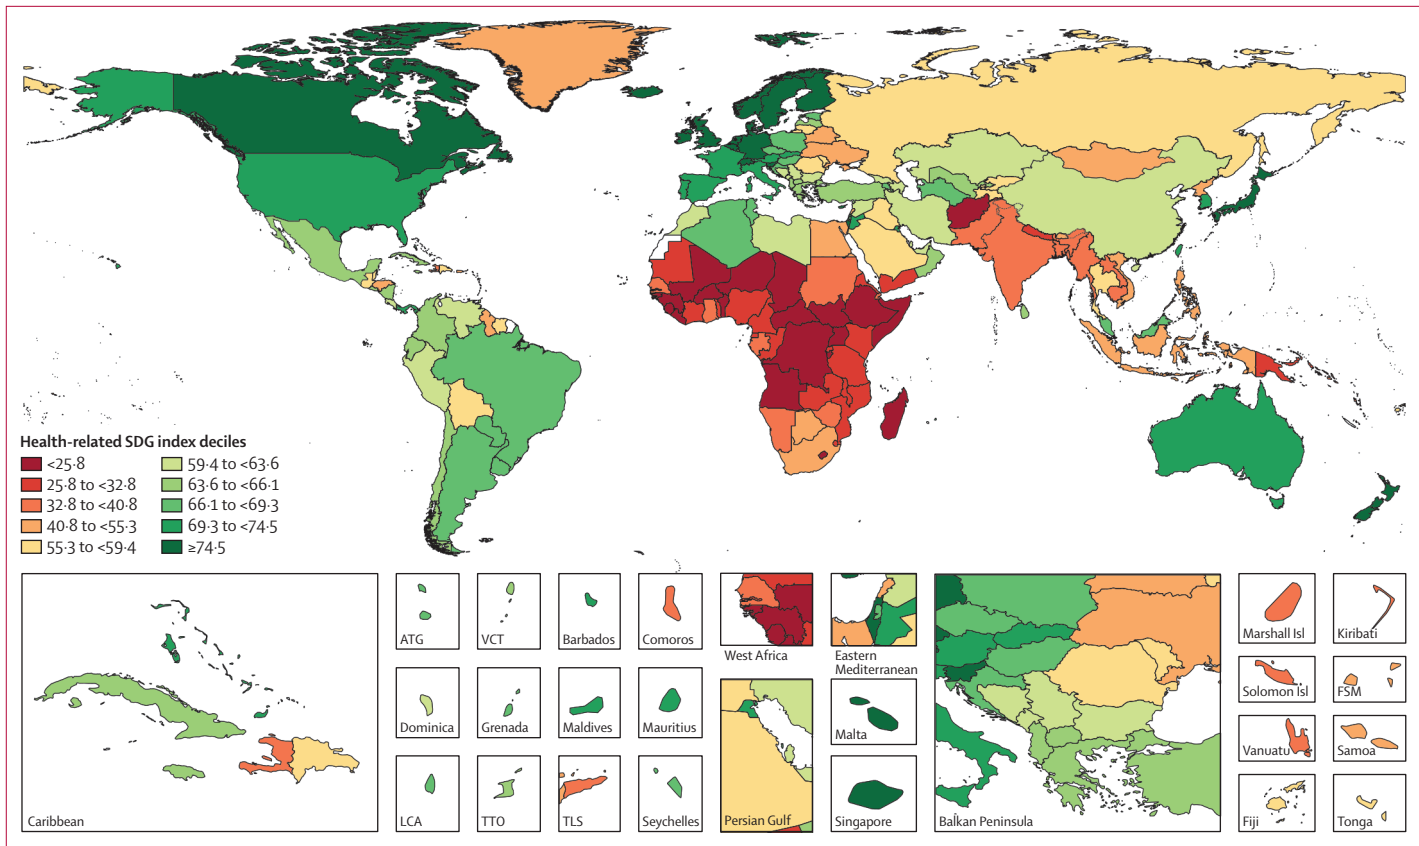 Health-related SDG index deciles
<25·8
25·8 to <32·8
32·8 to <40·8
40·8 to <55·3
55·3 to <59·4
59·4 to <63·6
63·6 to <66·1
66·1 to <69·3
69·3 to <74·5
≥74·5
Caribbean
ATG
VCT
Barbados
Comoros
Dominica
Grenada
Maldives
Mauritius
LCA
TTO
TLS
Seychelles
West Africa
Eastern
Mediterranean
Persian Gulf
Malta
Singapore
Balkan Peninsula
Marshall Isl
Kiribati
Solomon Isl
FSM
Vanuatu
Samoa
Fiji
Tonga